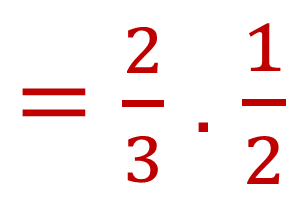 = 2/3 . 1/2